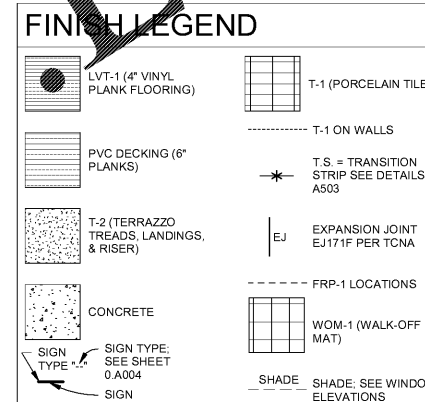 FINISH LEGEND
LVT-1 (4" VINYL
PLANK FLOORING)
PVC DECKING (6"
PLANKS)
T-2 (TERRAZZO
TREADS, LANDINGS,
& RISER)
CONCRETE
SIGN
TYPE "--"
SIGN TYPE;
SEE SHEET
0.A004
SIGN
T-1 (PORCELAIN TILE
T-1 ON WALLS
T.S. = TRANSITION
STRIP SEE DETAILS
A503
EJ
EXPANSION JOINT
EJ171F PER TCNA
FRP-1 LOCATIONS
WOM-1 (WALK-OFF
MAT)
SHADE
SHADE; SEE WINDO
ELEVATIONS